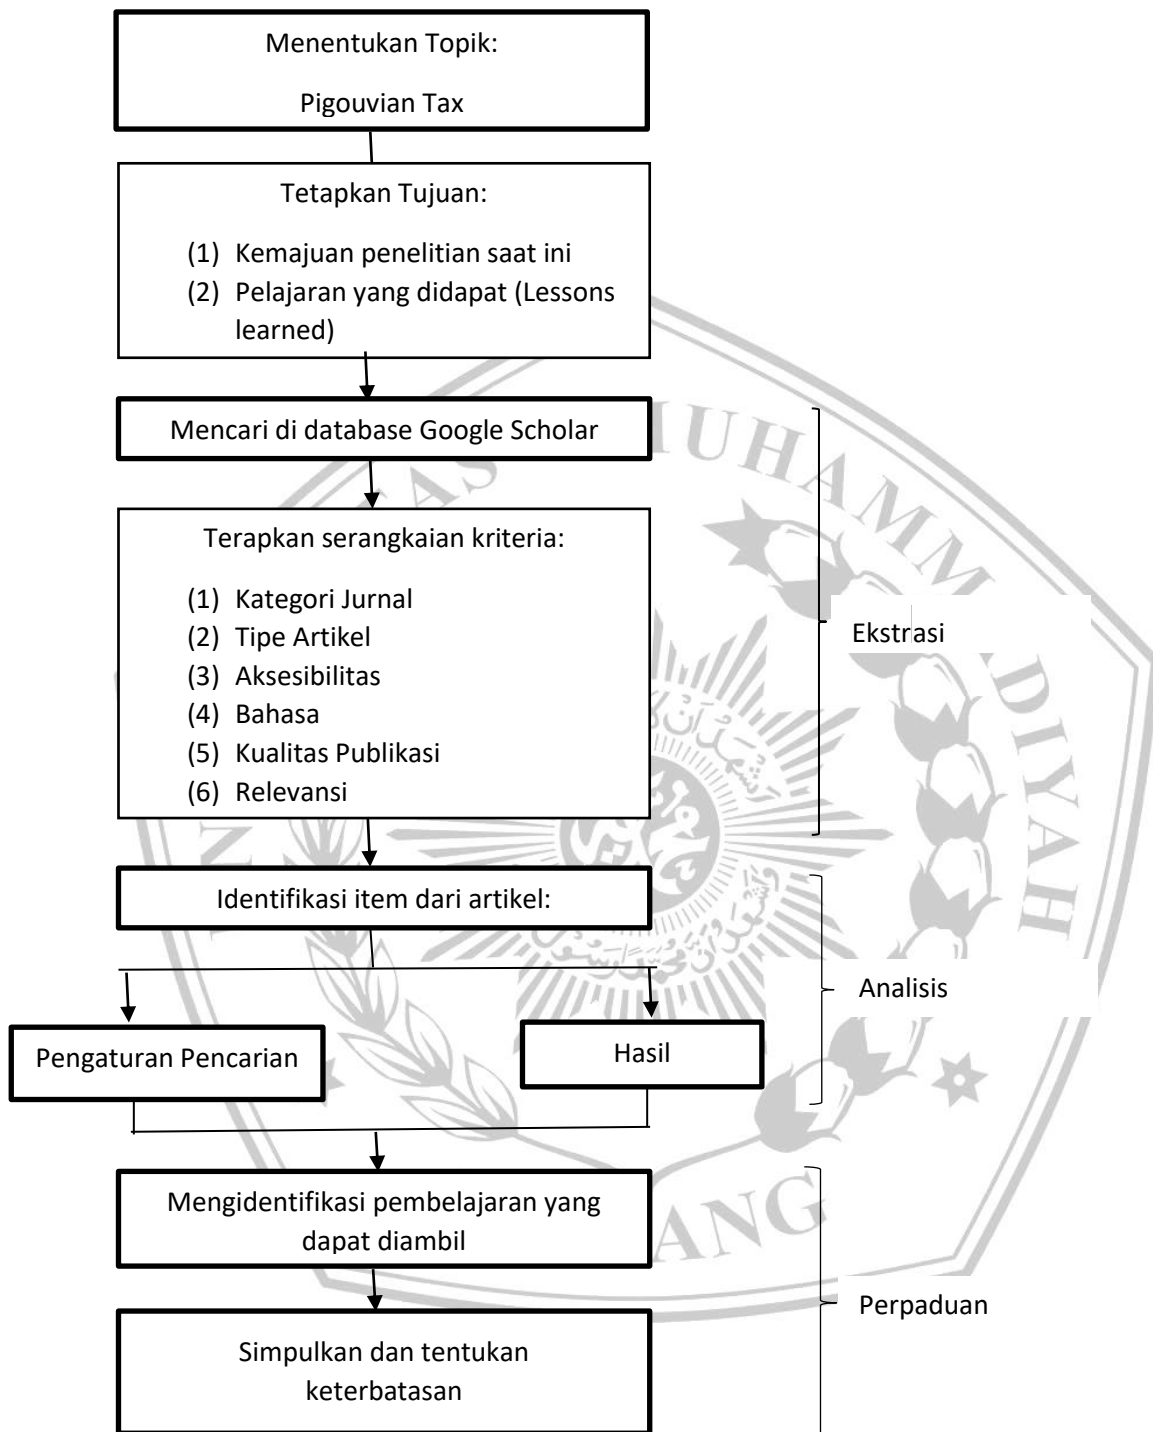 Menentukan Topik:
Pigouvian Tax
Tetapkan Tujuan:
(1) Kemajuan penelitian saat ini
(2) Pelajaran yang didapat (Lessons
learned)
Mencari di database Google Scholar
Terapkan serangkaian kriteria:
(1) Kategori Jurnal
(2) Tipe Artikel
(3) Aksesibilitas
(4) Bahasa
(5) Kualitas Publikasi
(6) Relevansi
Ekstrasi
Identifikasi item dari artikel:
Analisis
Pengaturan Pencarian
Hasil
Mengidentifikasi pembelajaran yang
dapat diambil
Perpaduan
Simpulkan dan tentukan
keterbatasan